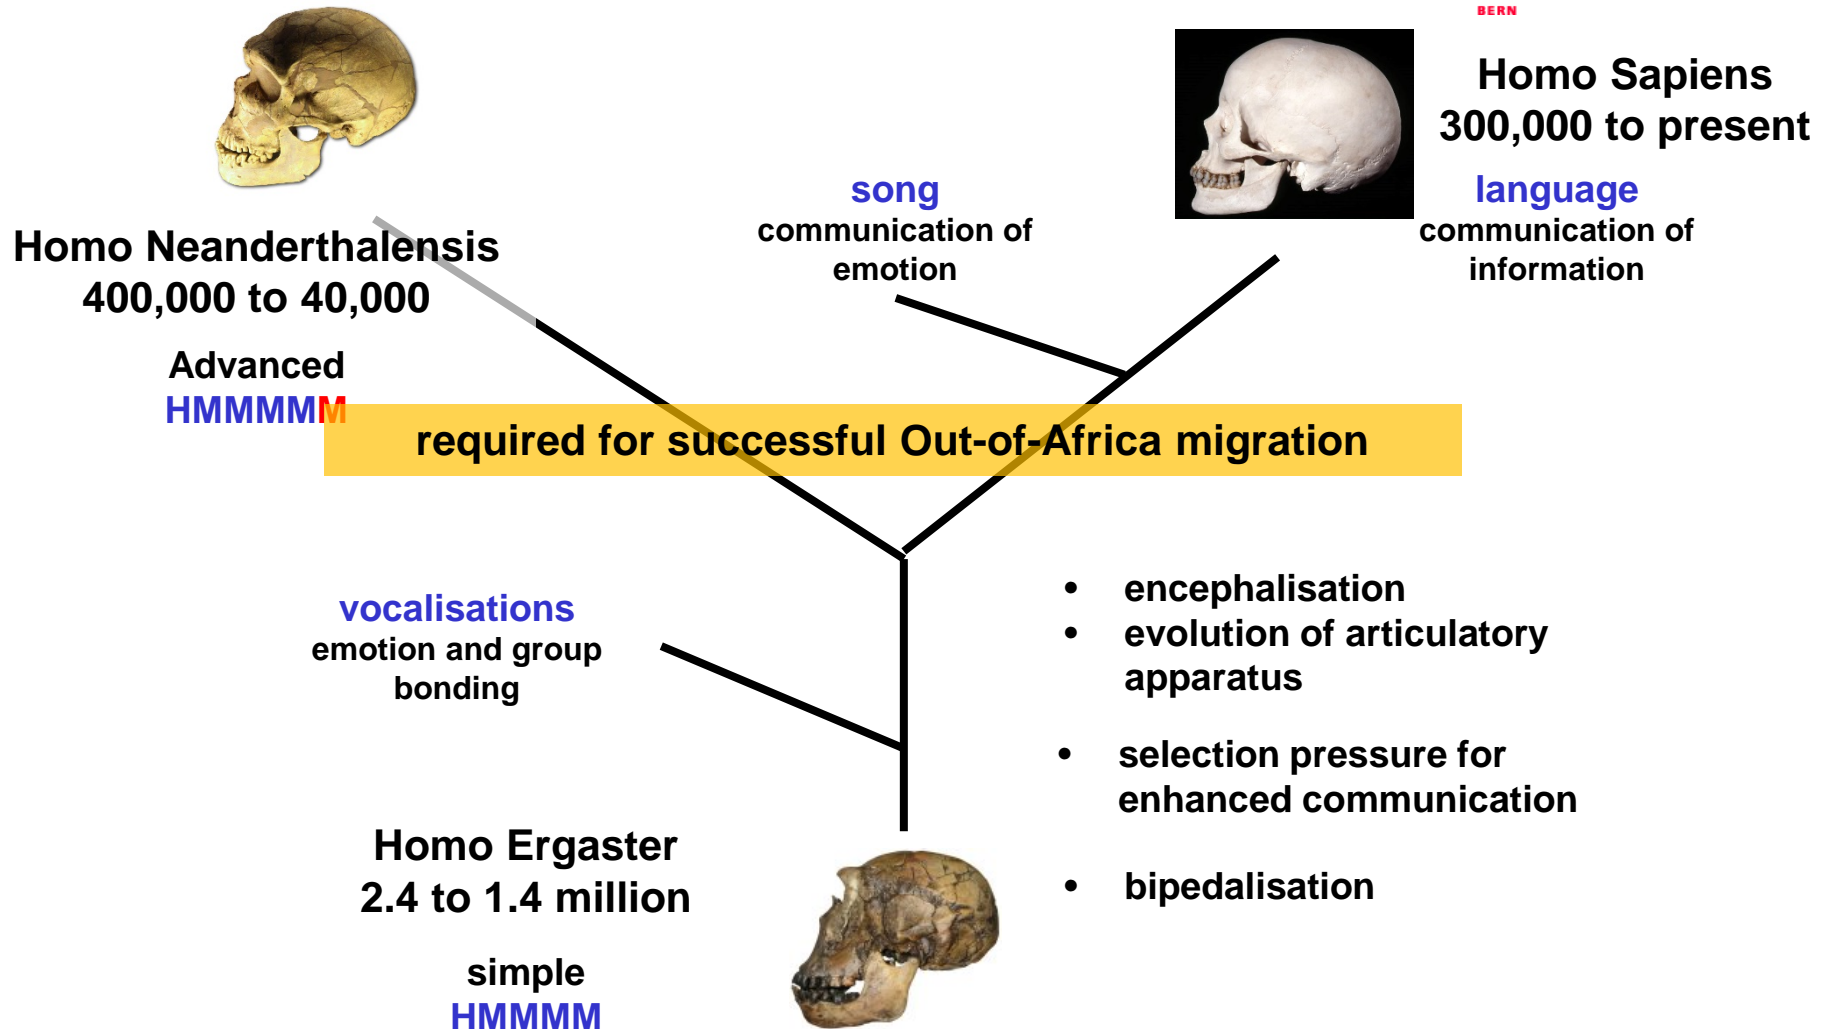 BERN
Homo Sapiens
300,000 to present
language
communication of
information
song
communication of
emotion
Homo Neanderthalensis
400,000 to 40,000
Advanced
HMMMMM
required for successful Out-of-Africa migration
vocalisations
emotion and group
bonding
• encephalisation
• evolution of articulatory
apparatus
• selection pressure for
enhanced communication
• bipedalisation
Homo Ergaster
2.4 to 1.4 million
simple
HMMMM